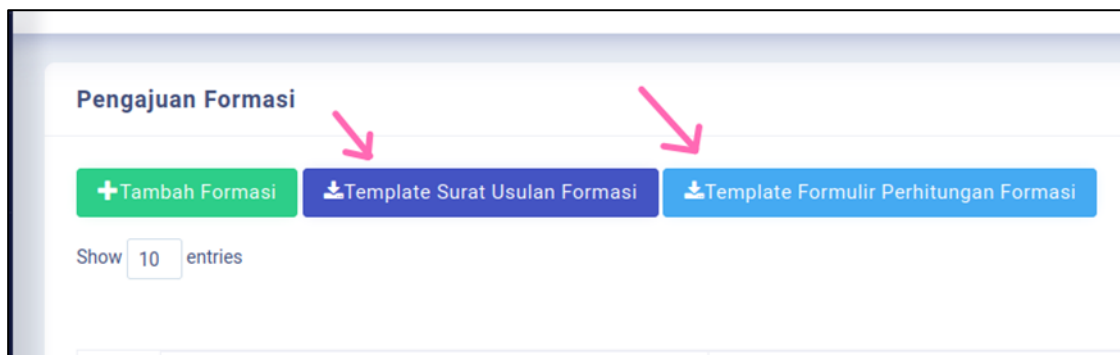 Pengajuan Formasi
Tambah Formasi
Template Surat Usulan Formasi
Template Formulir Perhitungan Formasi
Show 10 entries